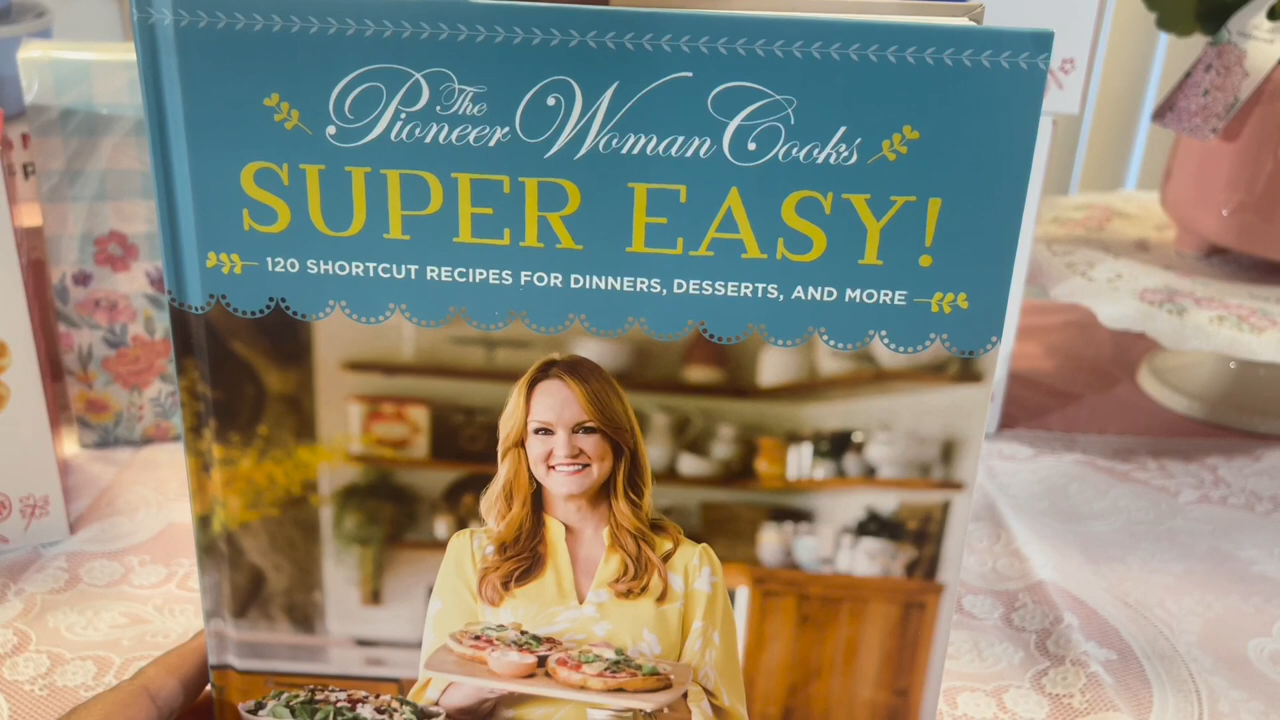 The Pioneer Woman Cooks
SUPER EASY!
120 SHORTCUT RECIPES FOR DINNERS, DESSERTS, AND MORE